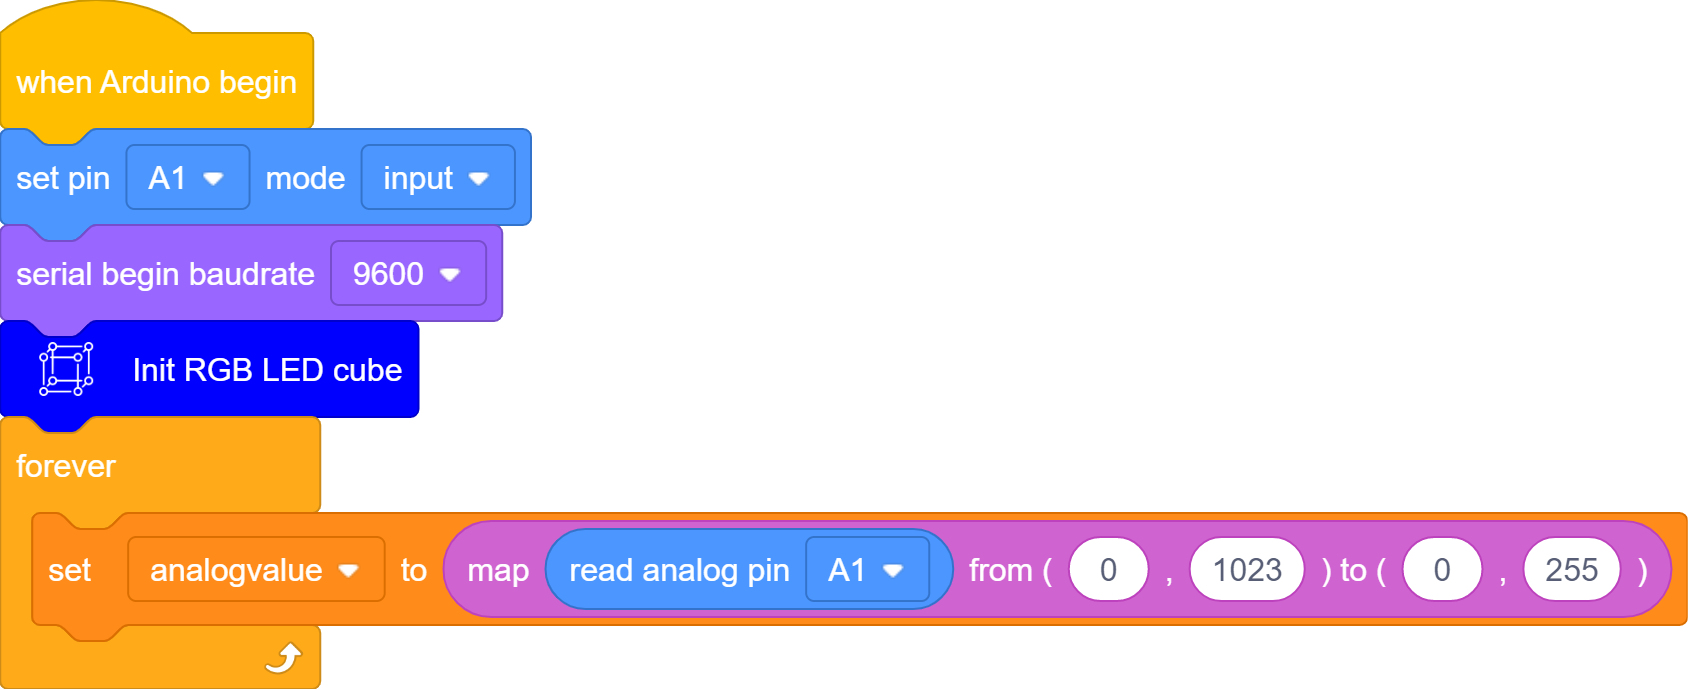 when Arduino begin
set pin A1 mode input
serial begin baudrate 9600
Init RGB LED cube
forever
set analogvalue to map read analog pin A1 from ( 0 , 1023 ) to ( 0 , 255 )